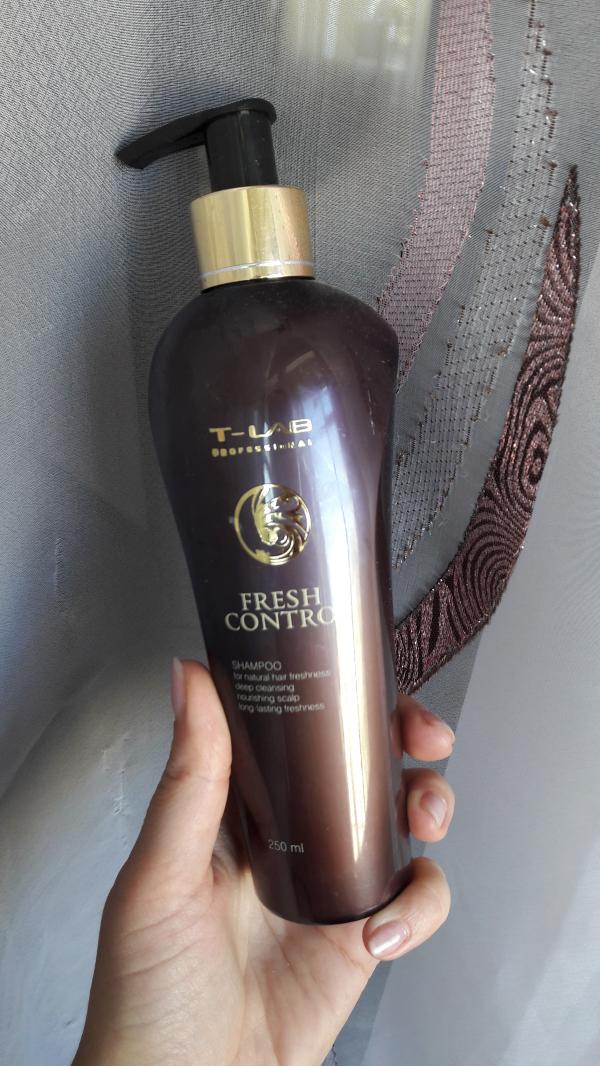 T-LAB
PROFESSIONAL
FRESH
CONTRO
SHAMPOO
for natural hair freshness
deep cleansing
nourishing scalp
long-lasting freshness
250 ml